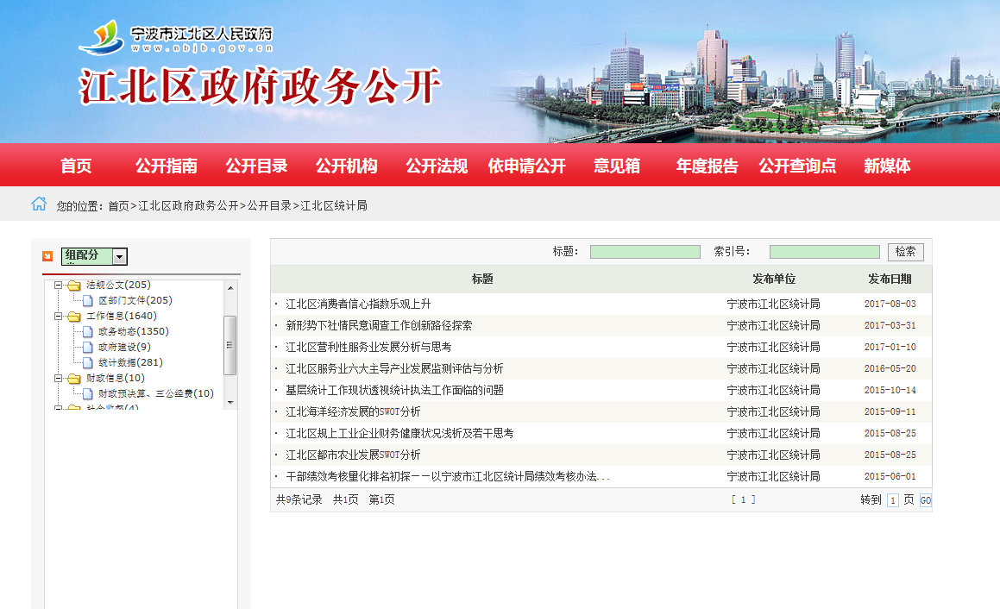 宁波市江北区人民政府
www.nbjb.gov.cn
江北区政府政务公开
首页 公开指南 公开目录 公开机构 公开法规 依申请公开 意见箱 年度报告 公开查询点 新媒体
您的位置：首页>江北区政府政务公开>公开目录>江北区统计局
组配分
标题： 索引号： 检索
标题 发布单位 发布日期
法规公文(205)
区部门文件(205)
工作信息(1640)
政务动态(1350)
政府建设(9)
统计数据(281)
财政信息(10)
财政预决算、三公经费(10)
社会监督(4)
· 江北区消费者信心指数乐观上升 宁波市江北区统计局 2017-08-03
· 新形势下社情民意调查工作创新路径探索 宁波市江北区统计局 2017-03-31
· 江北区营利性服务业发展分析与思考 宁波市江北区统计局 2017-01-10
· 江北区服务业六大主导产业发展监测评估与分析 宁波市江北区统计局 2016-05-20
· 基层统计工作现状透视统计执法工作面临的问题 宁波市江北区统计局 2015-10-14
· 江北海洋经济发展的SWOT分析 宁波市江北区统计局 2015-09-11
· 江北区规上工业企业财务健康状况浅析及若干思考 宁波市江北区统计局 2015-08-25
· 江北区都市农业发展SWOT分析 宁波市江北区统计局 2015-08-25
· 干部绩效考核量化排名初探——以宁波市江北区统计局绩效考核办法... 宁波市江北区统计局 2015-06-01
共9条记录 共1页 第1页 [ 1 ] 转到 1 页 GO